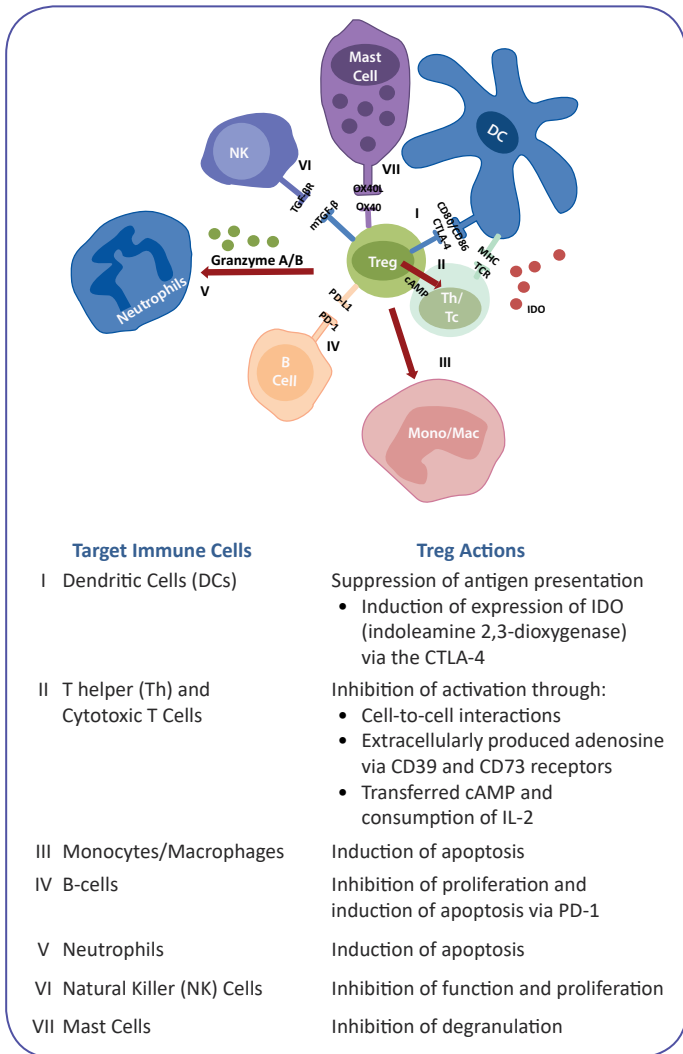 Mast
Cell
DC
NK
VI
VII
TGF-βR
mTGF-β
OX40L
OX40
I
CD80/CD86
CTLA-4
MHC
TCR
Granzyme A/B
Treg
II
cAMP
Th/
Tc
IDO
Neutrophils
V
PD-L1
PD-1
IV
III
B
Cell
Mono/Mac
Target Immune Cells Treg Actions
I Dendritic Cells (DCs) Suppression of antigen presentation
• Induction of expression of IDO
(indoleamine 2,3-dioxygenase)
via the CTLA-4
II T helper (Th) and Inhibition of activation through:
Cytotoxic T Cells • Cell-to-cell interactions
• Extracellularly produced adenosine
via CD39 and CD73 receptors
• Transferred cAMP and
consumption of IL-2
III Monocytes/Macrophages Induction of apoptosis
IV B-cells Inhibition of proliferation and
induction of apoptosis via PD-1
V Neutrophils Induction of apoptosis
VI Natural Killer (NK) Cells Inhibition of function and proliferation
VII Mast Cells Inhibition of degranulation